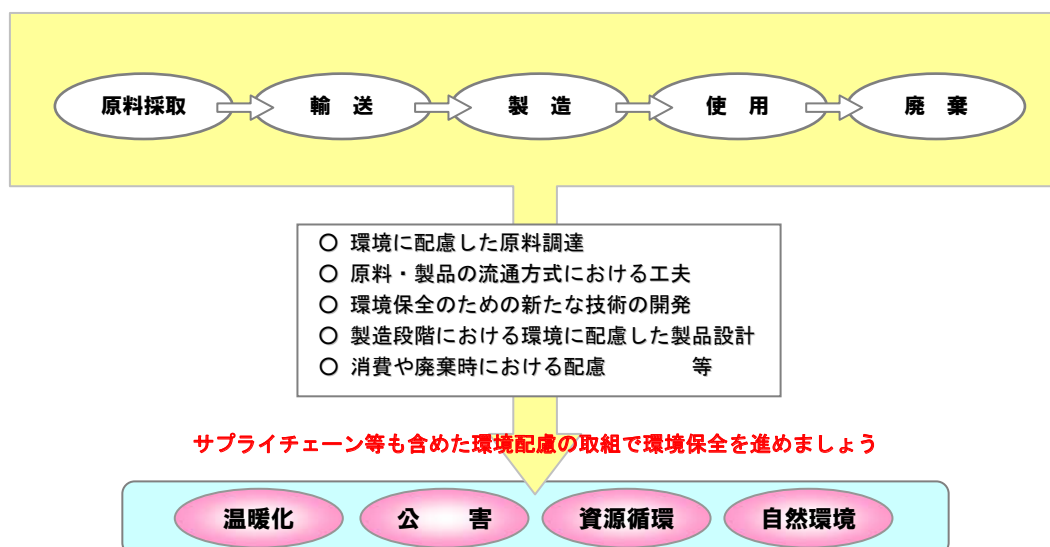 原料採取 輸 送 製 造 使 用 廃 棄
○ 環境に配慮した原料調達
○ 原料・製品の流通方式における工夫
○ 環境保全のための新たな技術の開発
○ 製造段階における環境に配慮した製品設計
○ 消費や廃棄時における配慮 等
サプライチェーン等も含めた環境配慮の取組で環境保全を進めましょう
温暖化 公 害 資源循環 自然環境